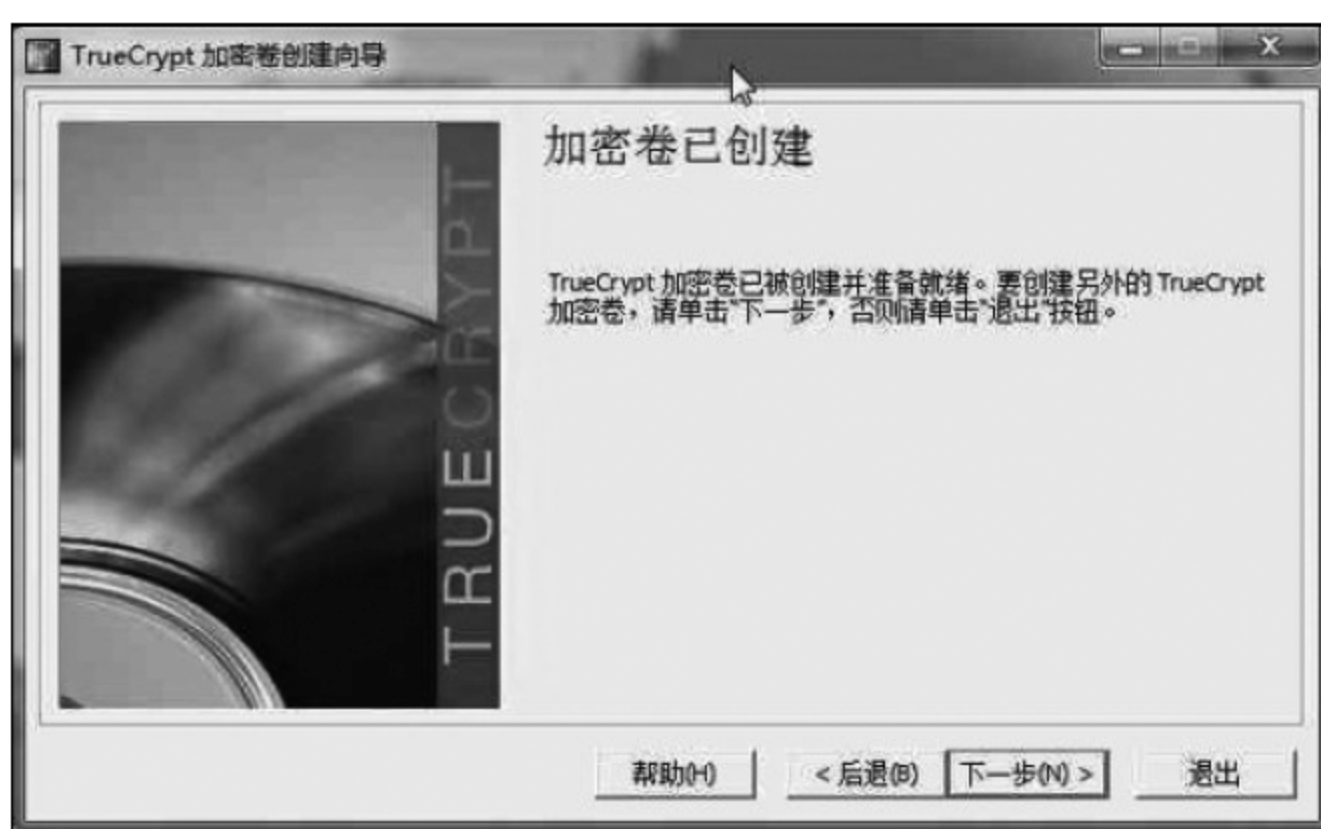 TrueCrypt 加密卷创建向导
加密卷已创建
TrueCrypt 加密卷已被创建并准备就绪。要创建另外的 TrueCrypt
加密卷，请单击"下一步"，否则请单击"退出"按钮。
TRUECRYPT
帮助(H)
< 后退(B)
下一步(N) >
退出